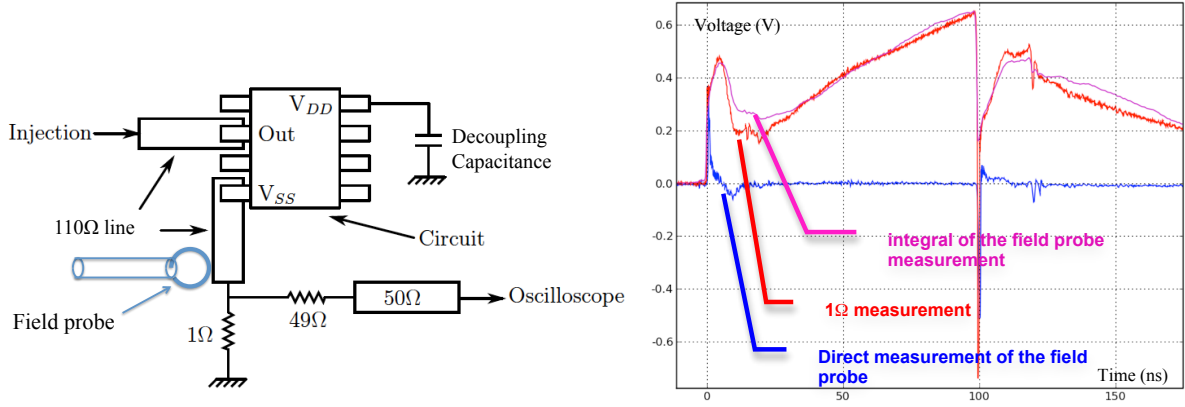 V_DD
Injection
Out
Decoupling
Capacitance
V_SS
110Ω line
Circuit
Field probe
1Ω
49Ω
50Ω
Oscilloscope
Voltage (V)
0.6
0.4
0.2
0.0
-0.2
-0.4
-0.6
integral of the field probe
measurement
1Ω measurement
Direct measurement of the field
probe
Time (ns)
0
50
100
150